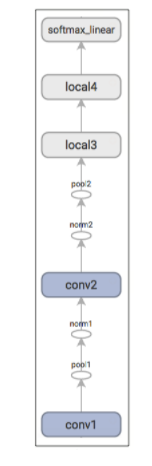 softmax_linear
local4
local3
pool2
norm2
conv2
norm1
pool1
conv1